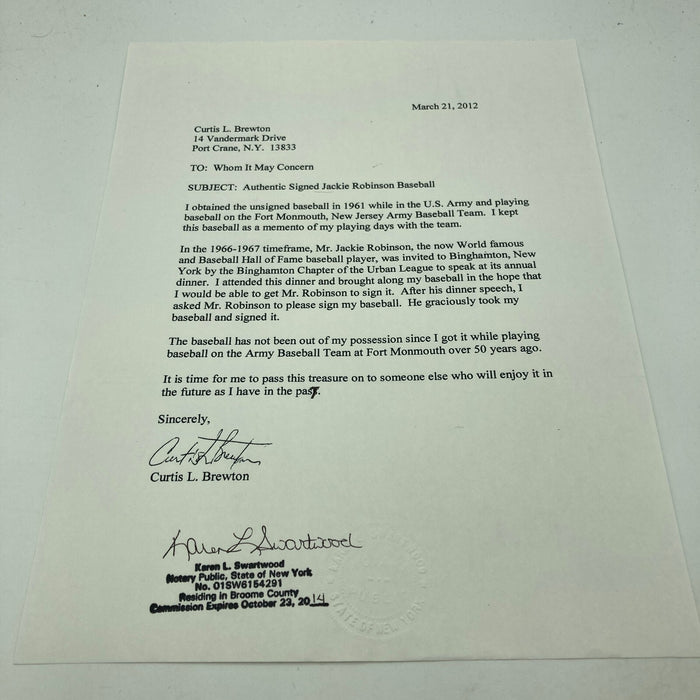 March 21, 2012
Curtis L. Brewton
14 Vandermark Drive
Port Crane, N.Y. 13833
TO: Whom It May Concern
SUBJECT: Authentic Signed Jackie Robinson Baseball
I obtained the unsigned baseball in 1961 while in the U.S. Army and playing
baseball on the Fort Monmouth, New Jersey Army Baseball Team. I kept
this baseball as a memento of my playing days with the team.
In the 1966-1967 timeframe, Mr. Jackie Robinson, the now World famous
and Baseball Hall of Fame baseball player, was invited to Binghamton, New
York by the Binghamton Chapter of the Urban League to speak at its annual
dinner. I attended this dinner and brought along my baseball in the hope that
I would be able to get Mr. Robinson to sign it. After his dinner speech, I
asked Mr. Robinson to please sign my baseball. He graciously took my
baseball and signed it.
The baseball has not been out of my possession since I got it while playing
baseball on the Army Baseball Team at Fort Monmouth over 50 years ago.
It is time for me to pass this treasure on to someone else who will enjoy it in
the future as I have in the past.
Sincerely,
Curtis L Brewton
Curtis L. Brewton
Karen L Swartwood
Karen L. Swartwood
Notary Public, State of New York
No. 01SW6154291
Residing in Broome County
Commission Expires October 23, 2014
STATE OF NEW YORK